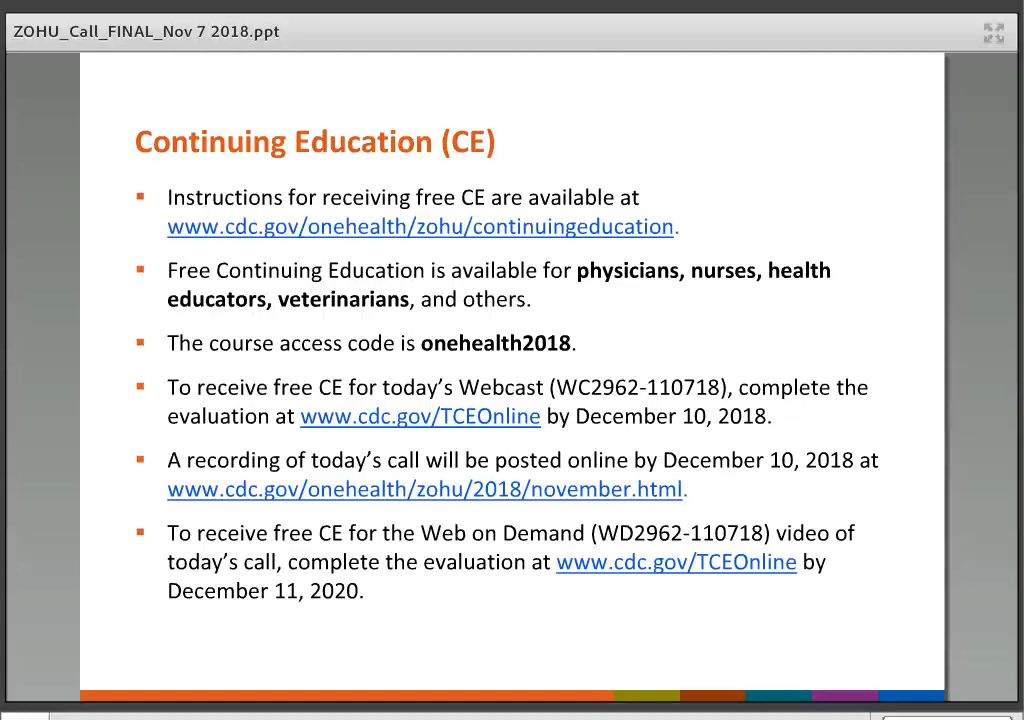 ZOHU_Call_FINAL_Nov 7 2018.ppt
Continuing Education (CE)
Instructions for receiving free CE are available at
www.cdc.gov/onehealth/zohu/continuingeducation.
Free Continuing Education is available for physicians, nurses, health
educators, veterinarians, and others.
The course access code is onehealth2018.
To receive free CE for today’s Webcast (WC2962-110718), complete the
evaluation at www.cdc.gov/TCEOnline by December 10, 2018.
A recording of today’s call will be posted online by December 10, 2018 at
www.cdc.gov/onehealth/zohu/2018/november.html.
To receive free CE for the Web on Demand (WD2962-110718) video of
today’s call, complete the evaluation at www.cdc.gov/TCEOnline by
December 11, 2020.